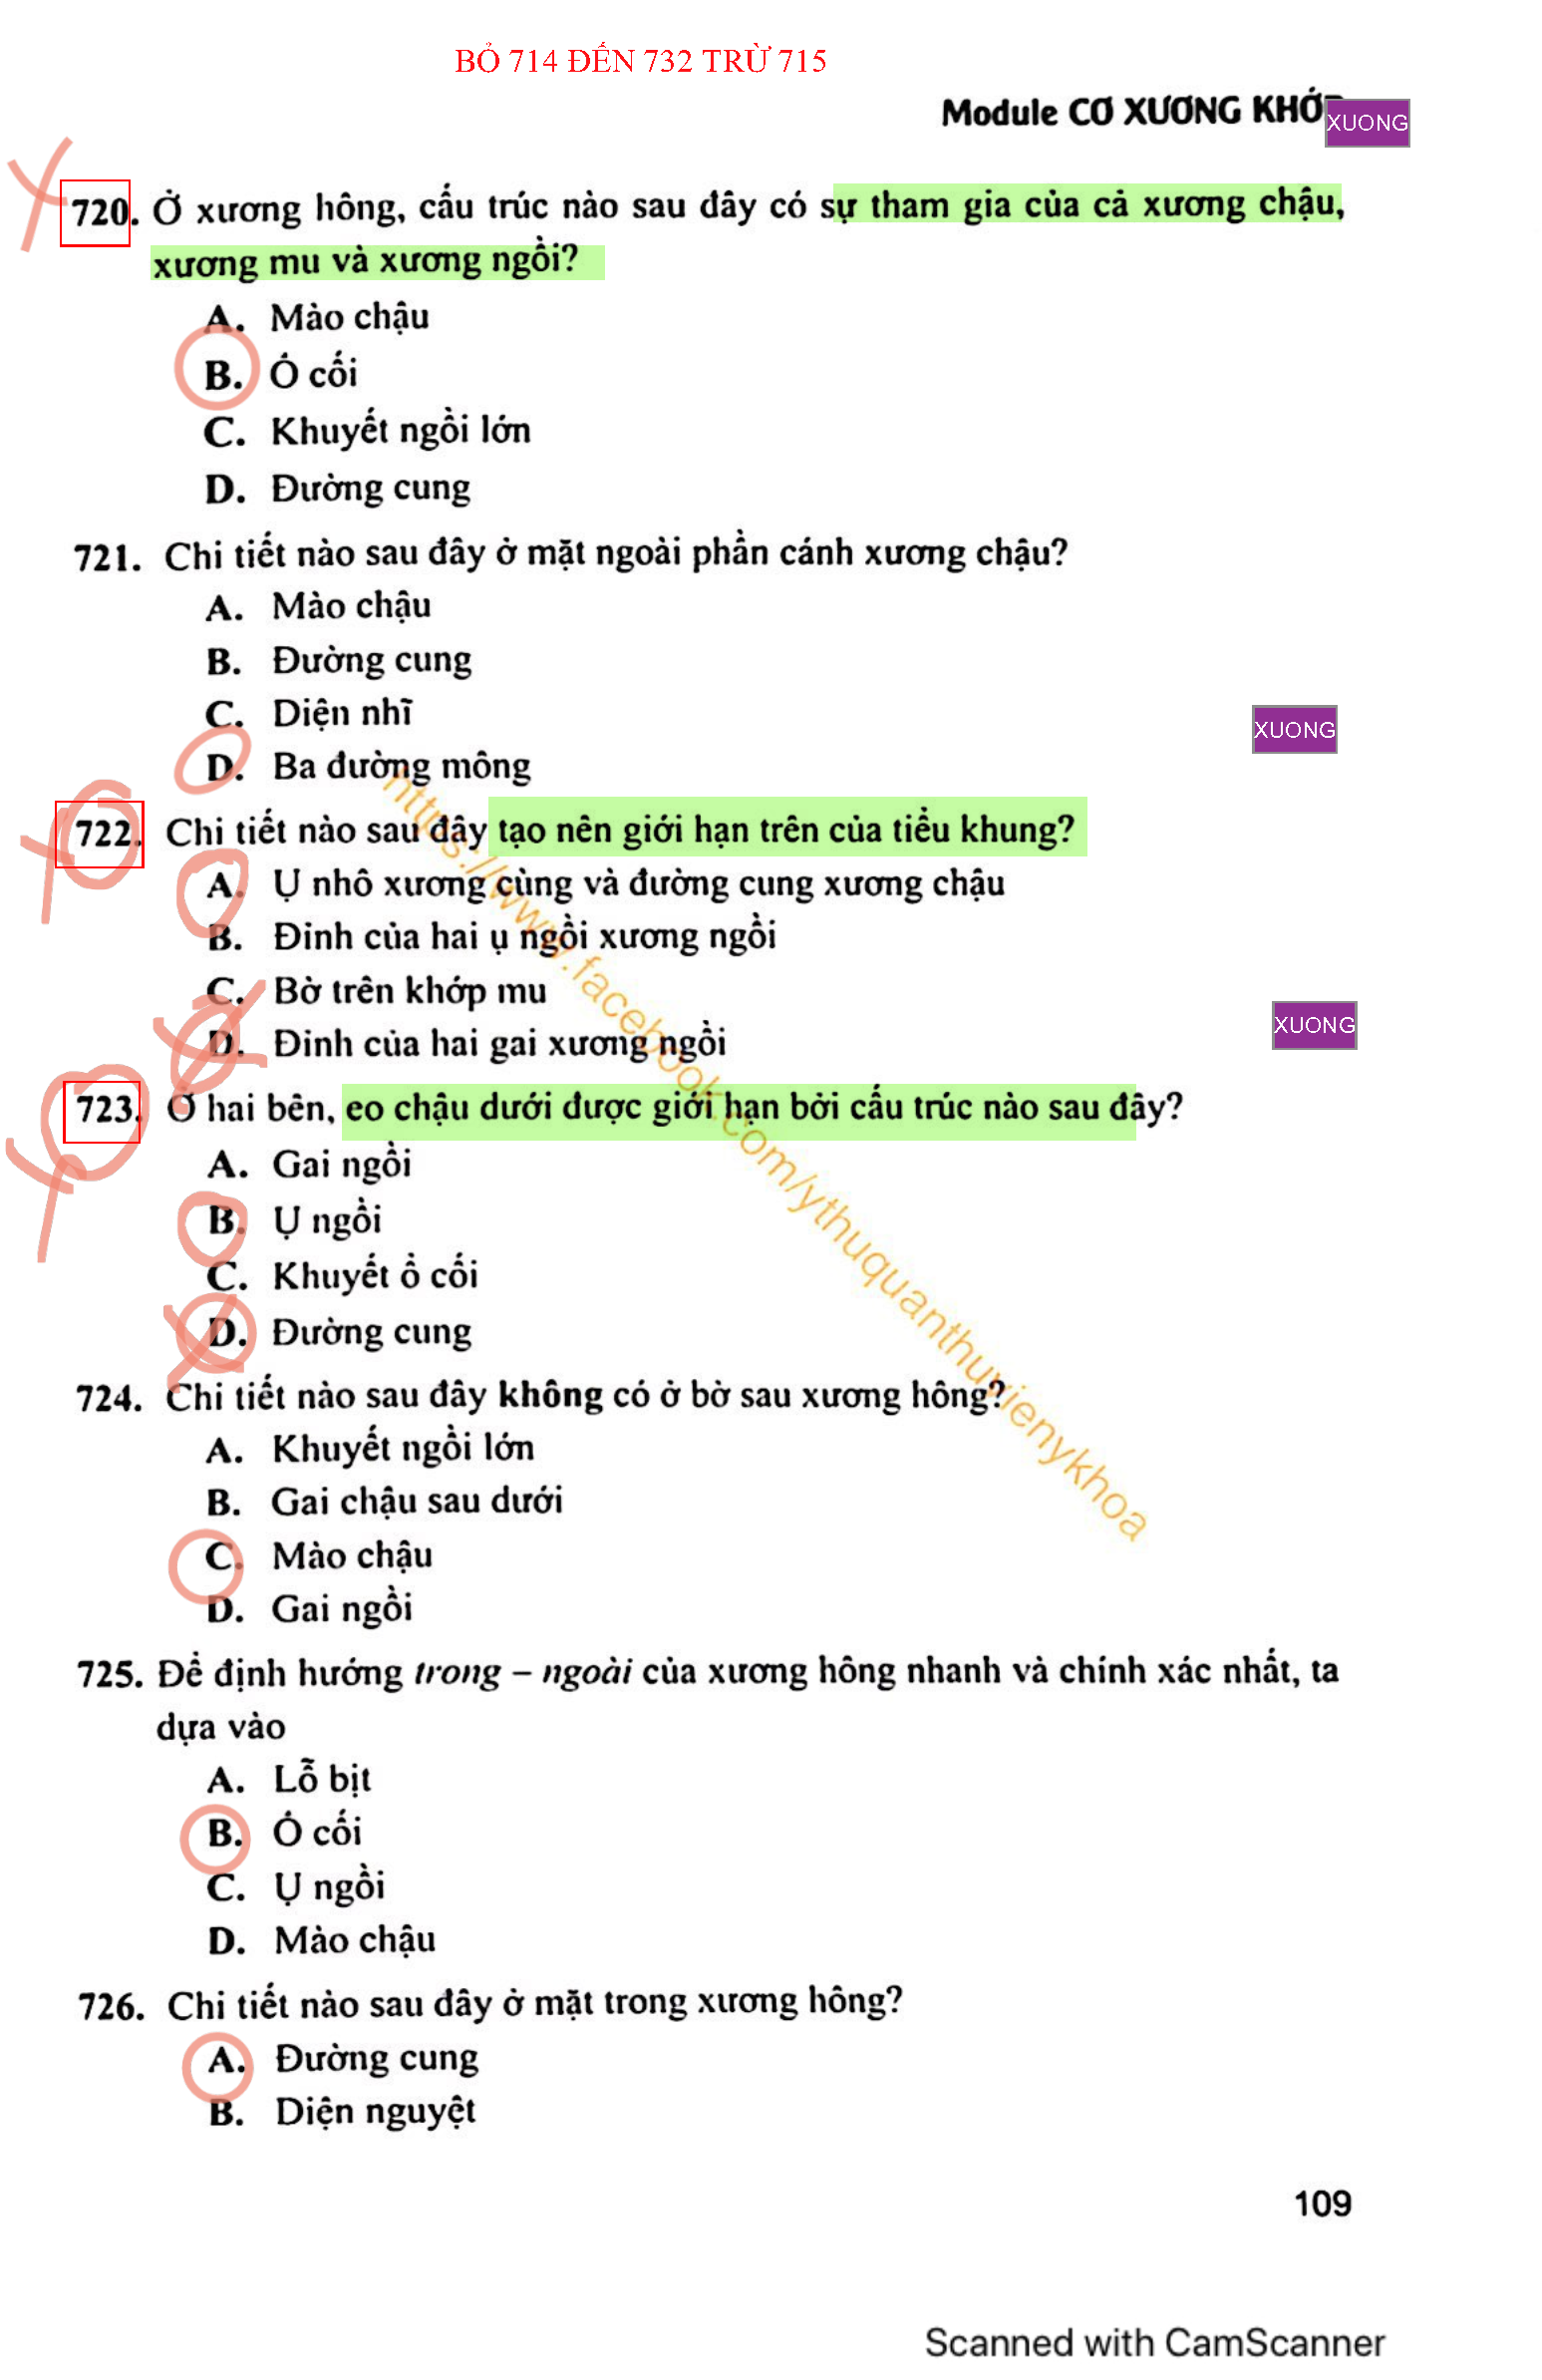 BỎ 714 ĐẾN 732 TRỪ 715
Module CƠ XƯƠNG KHỚP
XUONG
720. Ở xương hông, cấu trúc nào sau đây có sự tham gia của cả xương chậu,
xương mu và xương ngồi?
A. Mào chậu
B. Ổ cối
C. Khuyết ngồi lớn
D. Đường cung
721. Chi tiết nào sau đây ở mặt ngoài phần cánh xương chậu?
A. Mào chậu
B. Đường cung
C. Diện nhĩ
XUONG
D. Ba đường mông
722. Chi tiết nào sau đây tạo nên giới hạn trên của tiểu khung?
A. Ụ nhô xương cùng và đường cung xương chậu
B. Đỉnh của hai ụ ngồi xương ngồi
C. Bờ trên khớp mu
XUONG
D. Đỉnh của hai gai xương ngồi
723. Ở hai bên, eo chậu dưới được giới hạn bởi cấu trúc nào sau đây?
A. Gai ngồi
B. Ụ ngồi
C. Khuyết ổ cối
D. Đường cung
724. Chi tiết nào sau đây không có ở bờ sau xương hông?
A. Khuyết ngồi lớn
B. Gai chậu sau dưới
C. Mào chậu
D. Gai ngồi
725. Để định hướng trong – ngoài của xương hông nhanh và chính xác nhất, ta
dựa vào
A. Lỗ bịt
B. Ổ cối
C. Ụ ngồi
D. Mào chậu
726. Chi tiết nào sau đây ở mặt trong xương hông?
A. Đường cung
B. Diện nguyệt
https://www.facebook.com/ythuquanthuvienykhoa
109
Scanned with CamScanner